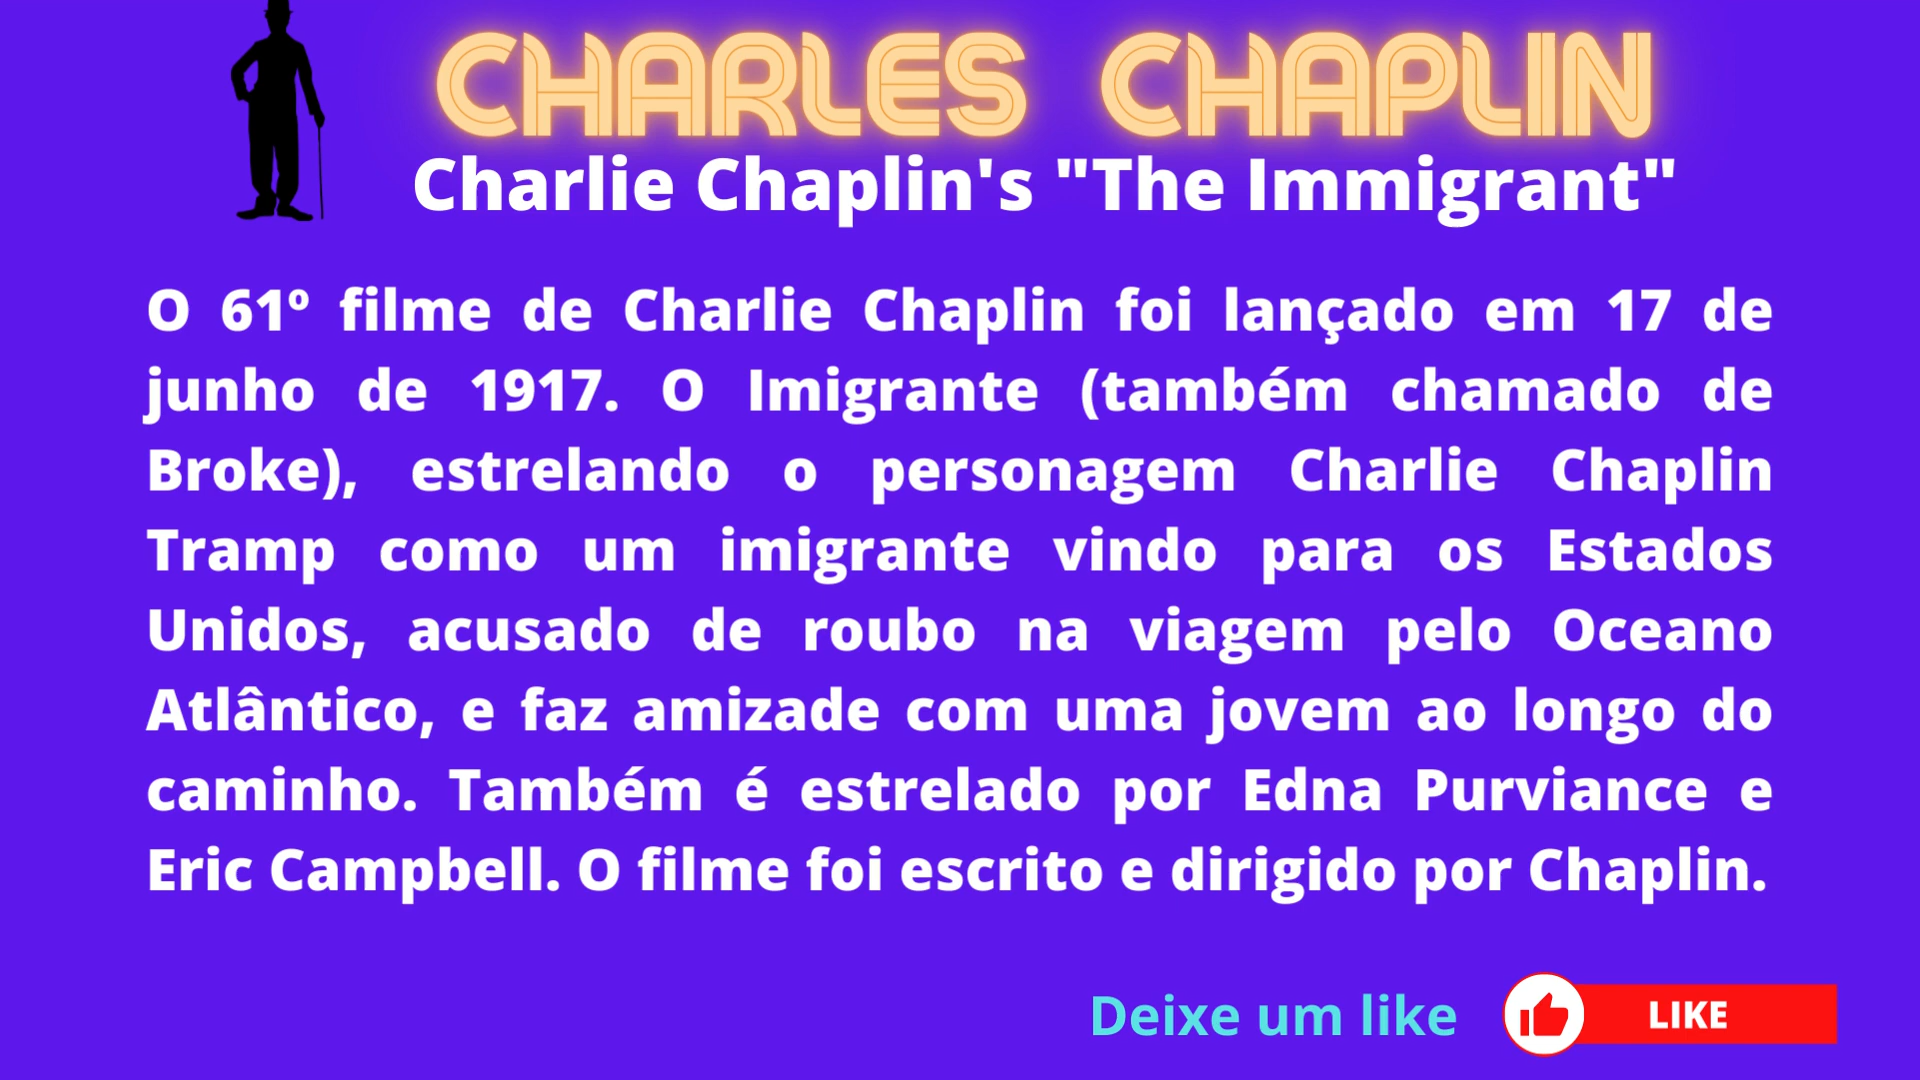 CHARLES CHAPLIN
Charlie Chaplin's "The Immigrant"
O 61º filme de Charlie Chaplin foi lançado em 17 de
junho de 1917. O Imigrante (também chamado de
Broke), estrelando o personagem Charlie Chaplin
Tramp como um imigrante vindo para os Estados
Unidos, acusado de roubo na viagem pelo Oceano
Atlântico, e faz amizade com uma jovem ao longo do
caminho. Também é estrelado por Edna Purviance e
Eric Campbell. O filme foi escrito e dirigido por Chaplin.
Deixe um like
LIKE